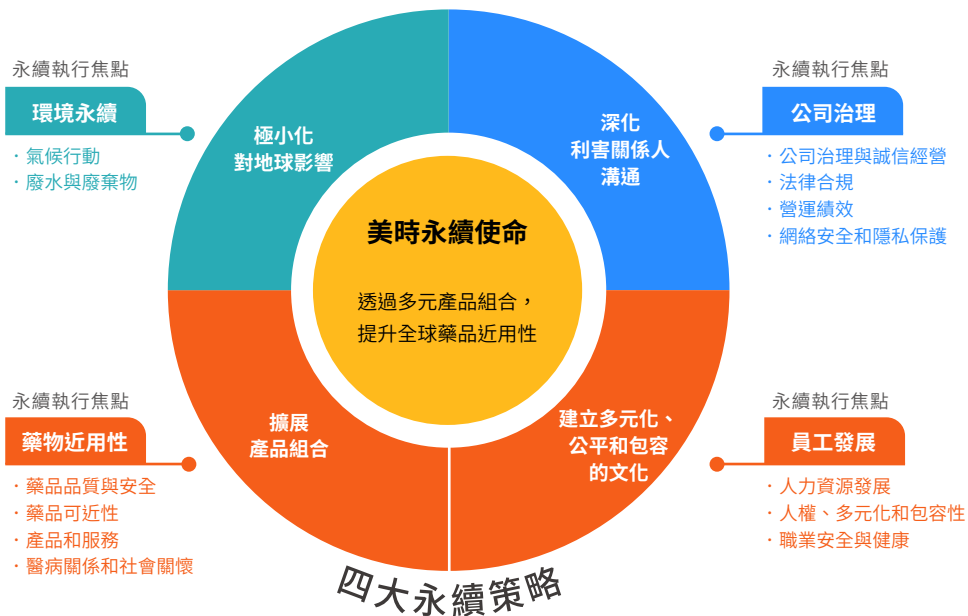 永續執行焦點
環境永續
· 氣候行動
· 廢水與廢棄物
極小化
對地球影響
深化
利害關係人
溝通
永續執行焦點
公司治理
· 公司治理與誠信經營
· 法律合規
· 營運績效
· 網絡安全和隱私保護
美時永續使命
透過多元產品組合，
提升全球藥品近用性
永續執行焦點
藥物近用性
· 藥品品質與安全
· 藥品可近性
· 產品和服務
· 醫病關係和社會關懷
擴展
產品組合
建立多元化、
公平和包容
的文化
永續執行焦點
員工發展
· 人力資源發展
· 人權、多元化和包容性
· 職業安全與健康
四大永續策略